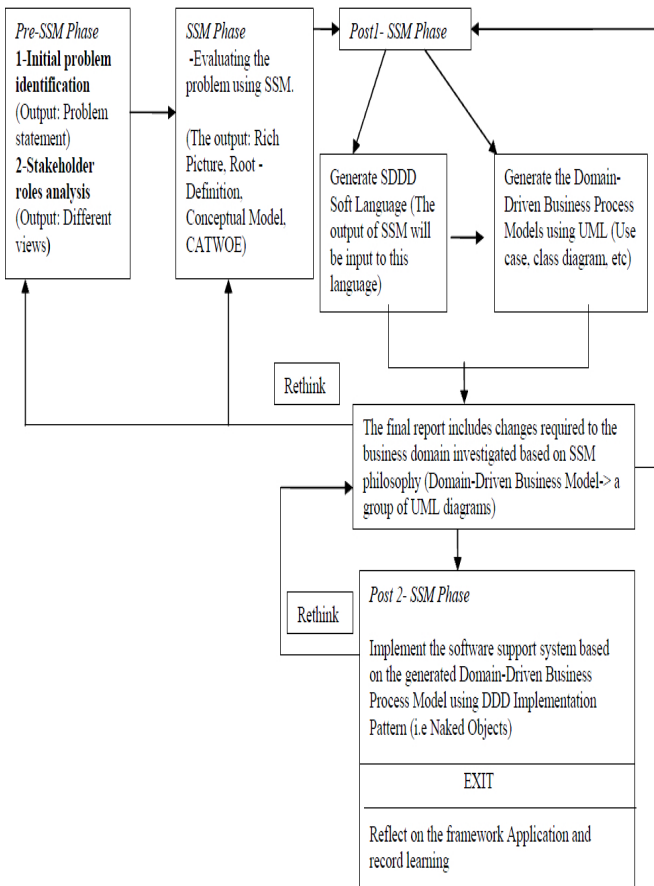 Pre-SSM Phase
1-Initial problem
identification
(Output: Problem
statement)
2-Stakeholder
roles analysis
(Output: Different
views)
SSM Phase
-Evaluating the
problem using SSM.
(The output: Rich
Picture, Root -
Definition,
Conceptual Model,
CATWOE)
Post1- SSM Phase
Generate SDDD
Soft Language (The
output of SSM will
be input to this
language)
Generate the Domain-
Driven Business Process
Models using UML (Use
case, class diagram, etc)
Rethink
The final report includes changes required to the
business domain investigated based on SSM
philosophy (Domain-Driven Business Model-> a
group of UML diagrams)
Rethink
Post 2- SSM Phase
Implement the software support system based
on the generated Domain-Driven Business
Process Model using DDD Implementation
Pattern (i.e Naked Objects)
EXIT
Reflect on the framework Application and
record learning